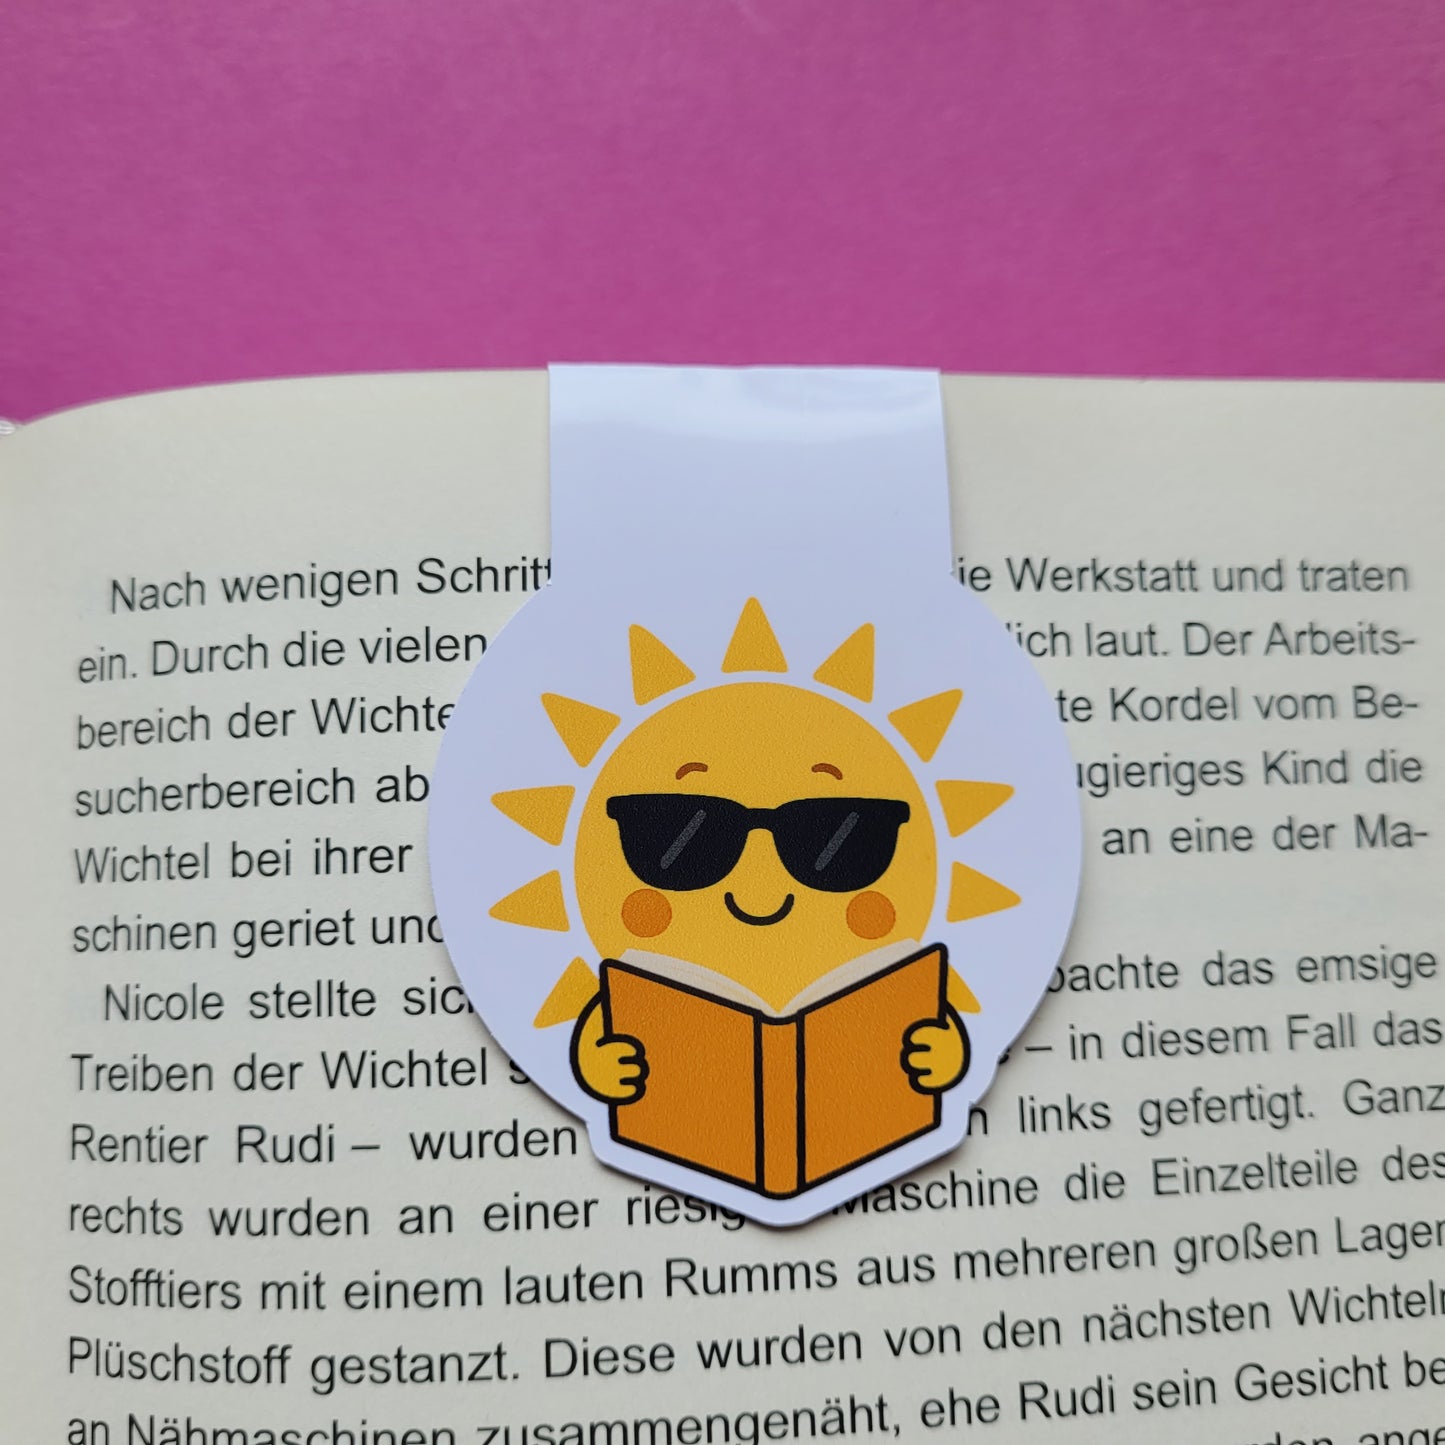 Nach wenigen Schritt ie Werkstatt und traten
ein. Durch die vielen lich laut. Der Arbeits-
bereich der Wichte te Kordel vom Be-
sucherbereich ab ugieriges Kind die
Wichtel bei ihrer an eine der Ma-
schinen geriet und
Nicole stellte sic bachte das emsige
Treiben der Wichtel – in diesem Fall das
Rentier Rudi – wurden links gefertigt. Ganz
rechts wurden an einer riesig Maschine die Einzelteile des
Stofftiers mit einem lauten Rumms aus mehreren großen Lager
Plüschstoff gestanzt. Diese wurden von den nächsten Wichteln
an Nähmaschinen zusammengenäht, ehe Rudi sein Gesicht be